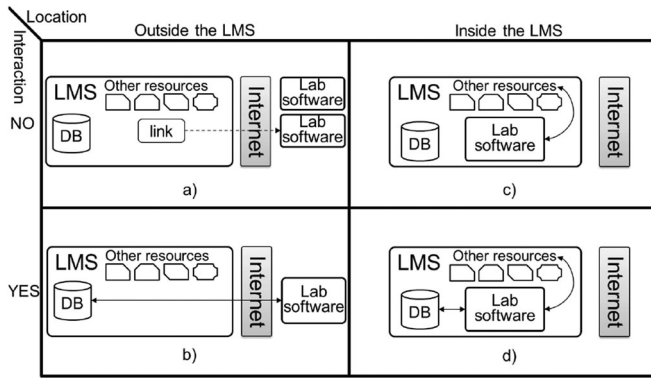 Location
Interaction
Outside the LMS
Inside the LMS
NO
LMS
Other resources
DB
link
Internet
Lab
software
Lab
software
a)
LMS
Other resources
DB
Lab
software
Internet
c)
YES
LMS
Other resources
DB
Internet
Lab
software
b)
LMS
Other resources
DB
Lab
software
Internet
d)